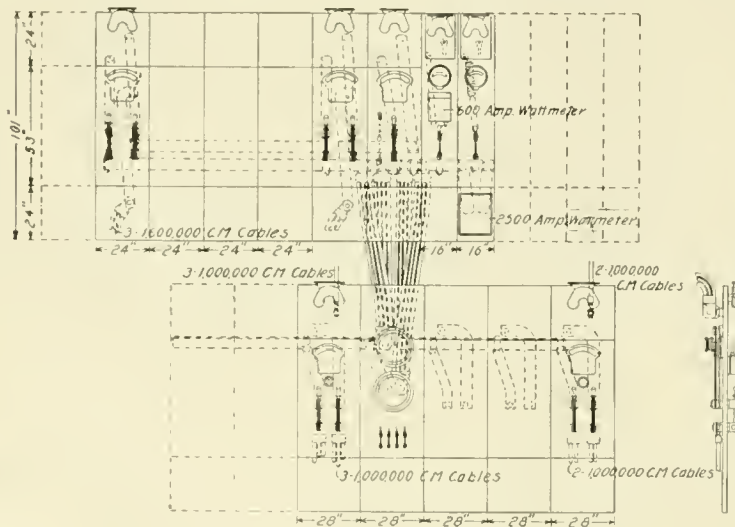 24"
101"
53"
24"
600 Amp. Wattmeter
2500 Amp. Wattmeter
3-1,600,000 CM Cables
24" 24" 24" 24" 16" 16"
3-1,000,000 CM Cables
2-1,000,000
CM Cables
3-1,000,000 CM Cables
2-1,000,000 CM Cables
28" 28" 28" 28" 28"